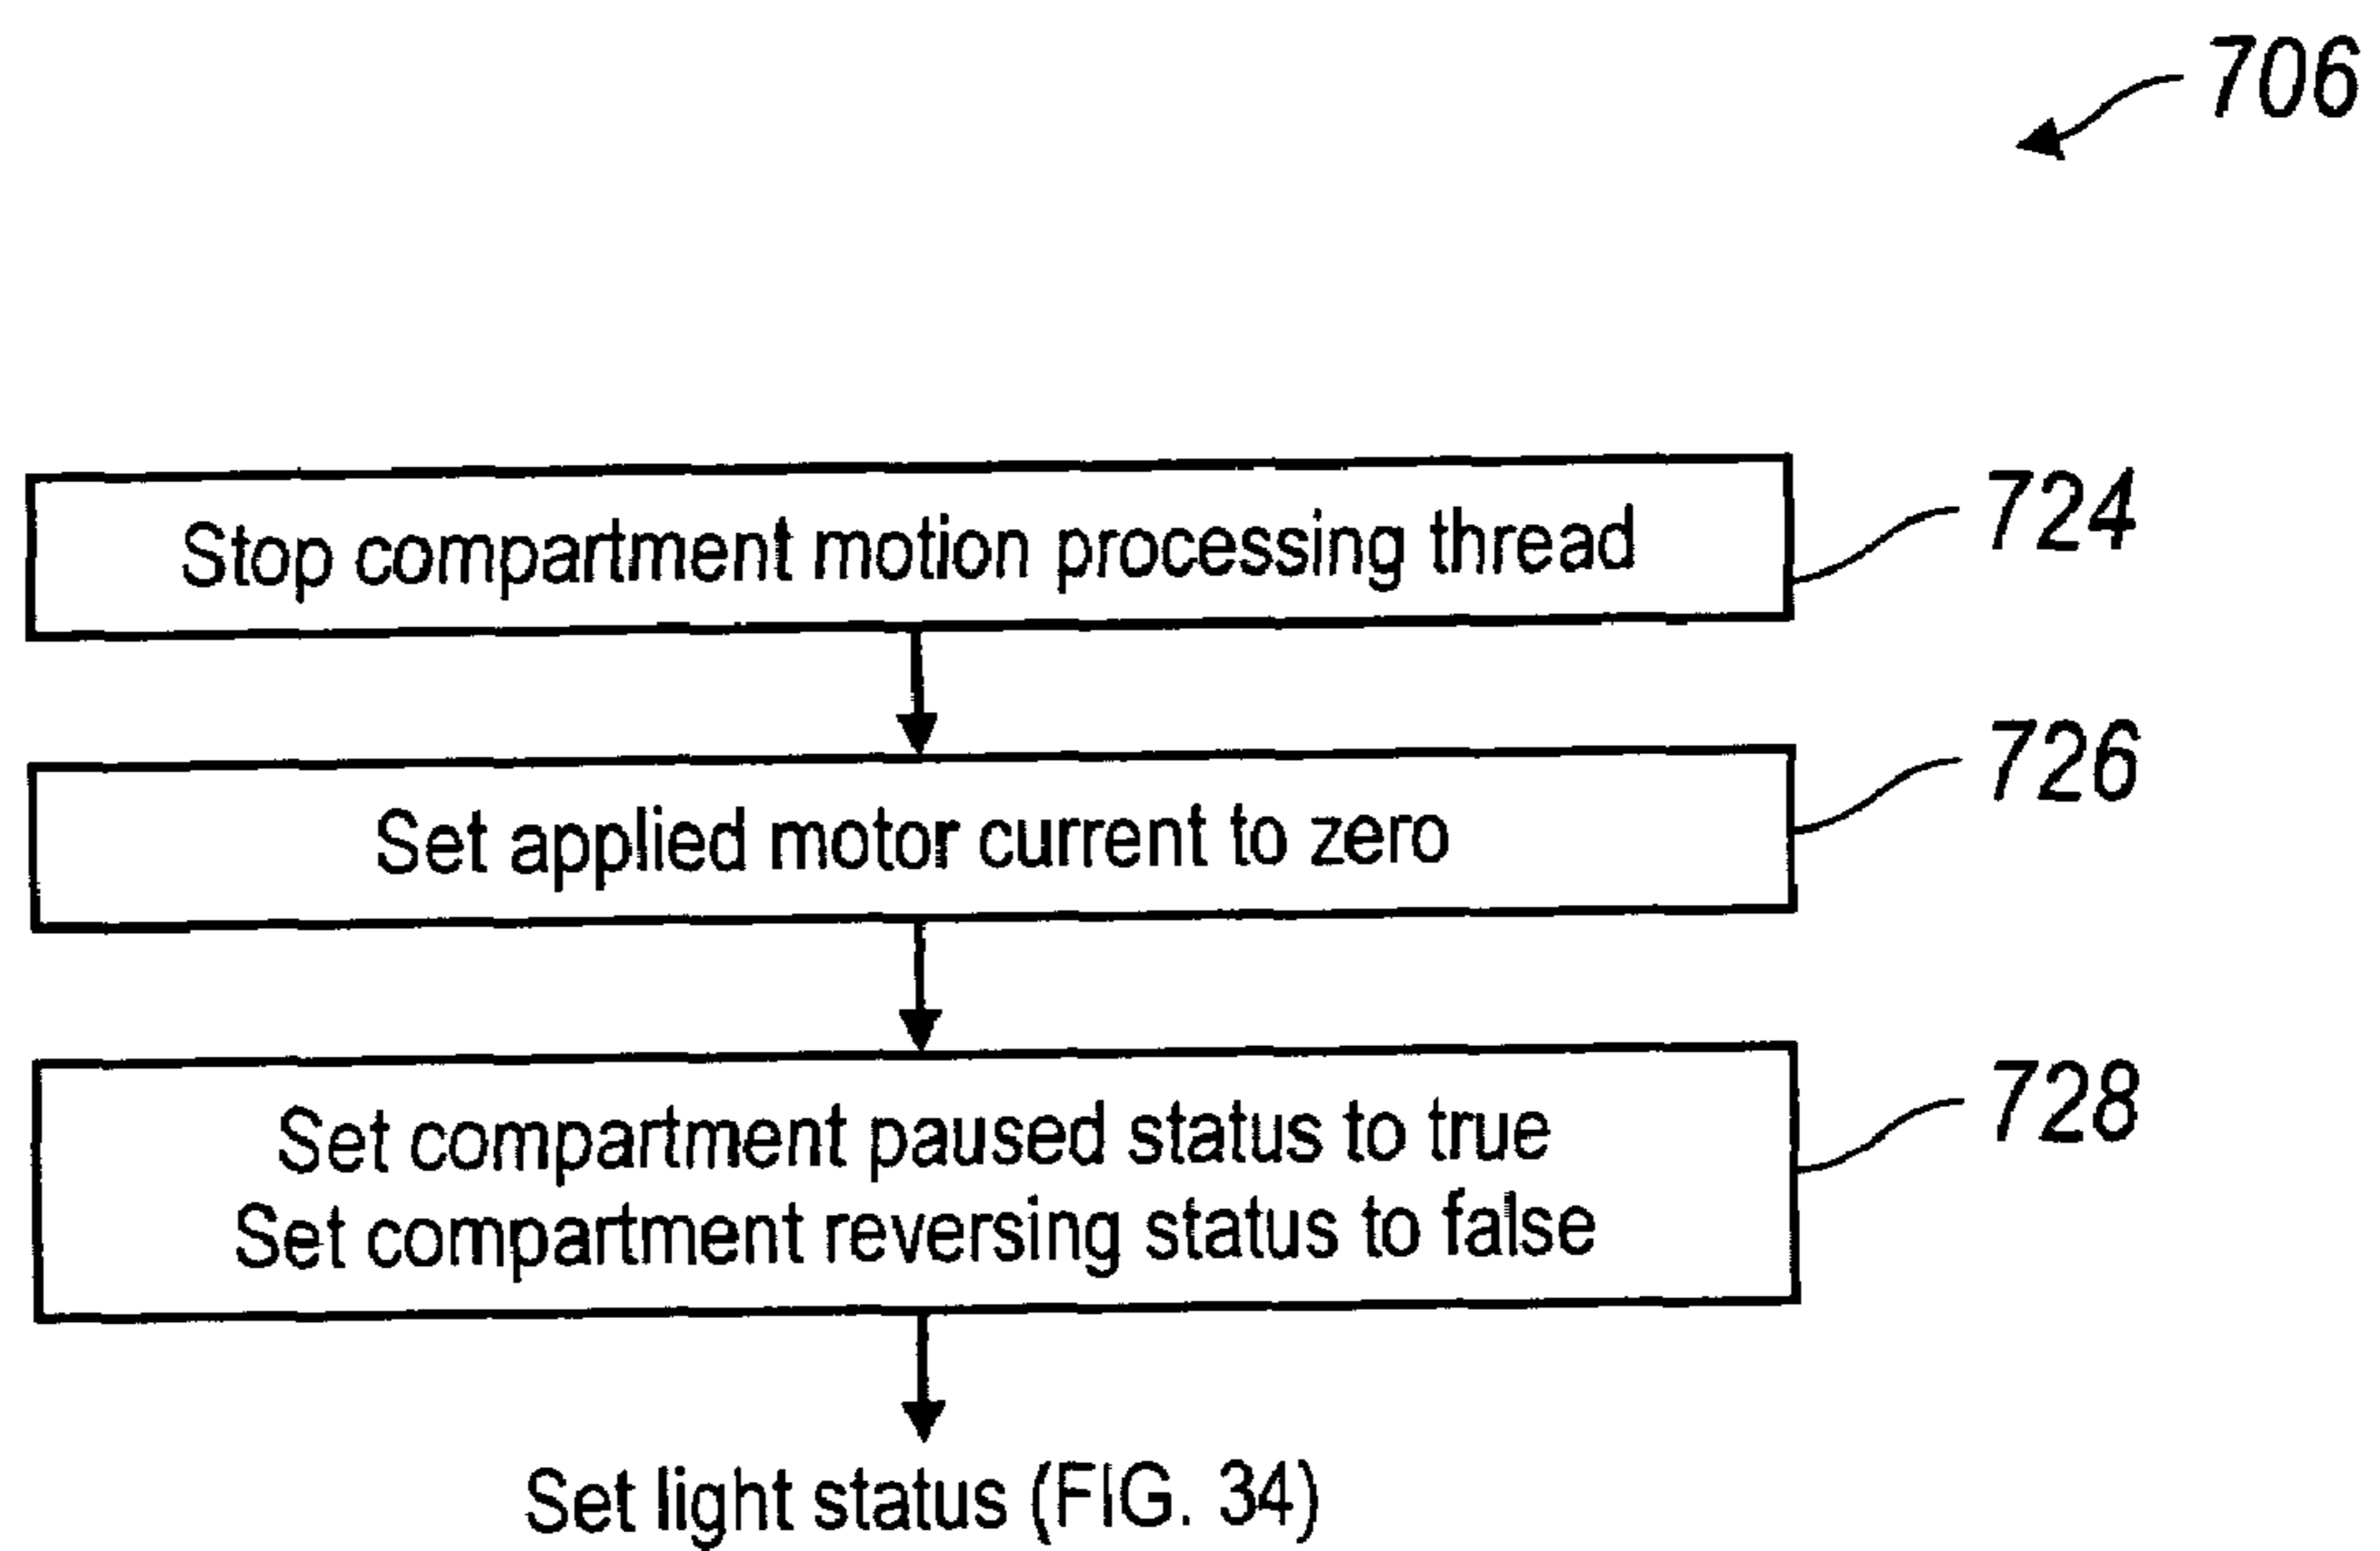 706
Stop compartment motion processing thread
724
Set applied motor current to zero
726
Set compartment paused status to true
Set compartment reversing status to false
728
Set light status (FIG. 34)